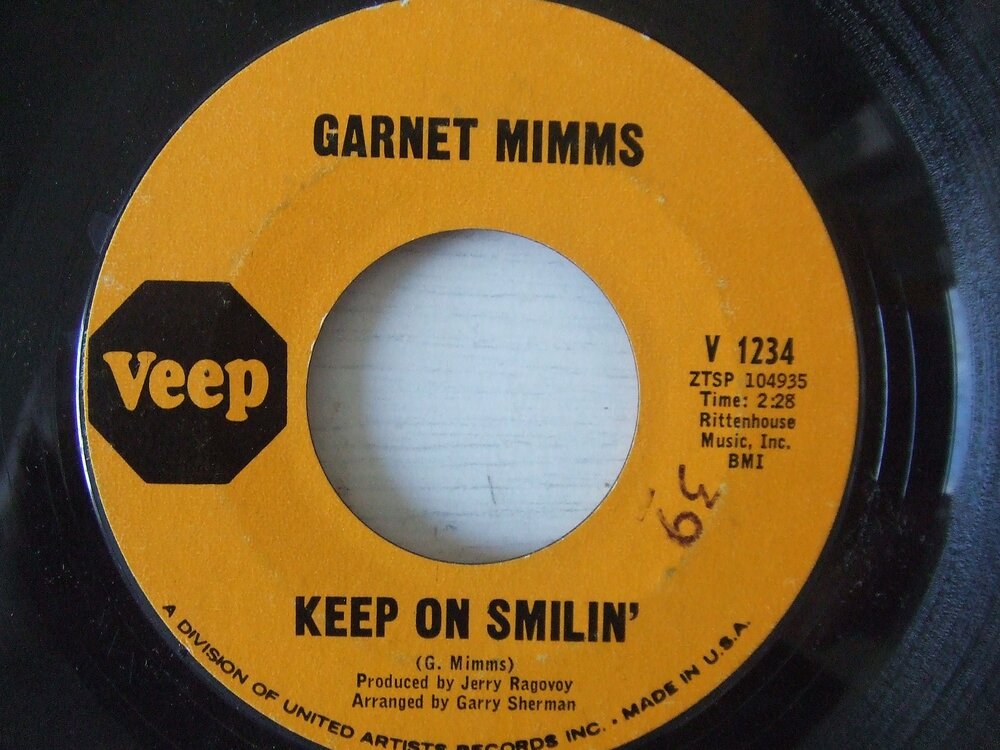 GARNET MIMMS
veep
V 1234
ZTSP 104935
Time: 2:28
Rittenhouse
Music, Inc.
BMI
39
KEEP ON SMILIN'
(G. Mimms)
Produced by Jerry Ragovoy
Arranged by Garry Sherman
A DIVISION OF UNITED ARTISTS RECORDS INC. • MADE IN U.S.A.